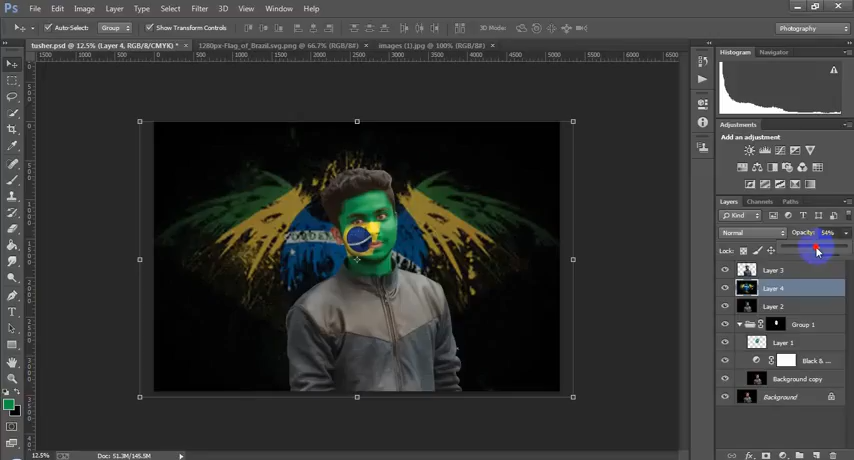 Ps File Edit Image Layer Type Select Filter 3D View Window Help
Auto-Select: Group Show Transform Controls 3D Mode: Photography
tusher.psd @ 12.5% (Layer 4, RGB/8/CMYK) * × 1280px-Flag_of_Brazil.svg.png @ 66.7% (RGB/8#) × images (1).jpg @ 100% (RGB/8#) ×
Histogram Navigator
Adjustments
Add an adjustment
Layers Channels Paths
Kind
Normal Opacity: 84%
Lock:
Layer 3
Layer 4
Layer 2
Group 1
Layer 1
Black & ...
Background copy
Background
12.5% Doc: 51.3M/145.5M